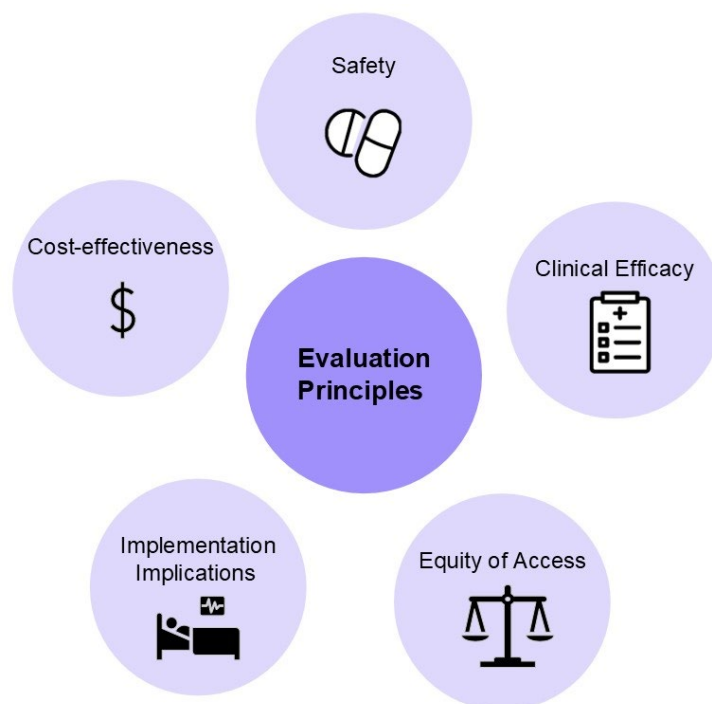 Safety
Cost-effectiveness
$
Clinical Efficacy
Evaluation
Principles
Implementation
Implications
Equity of Access